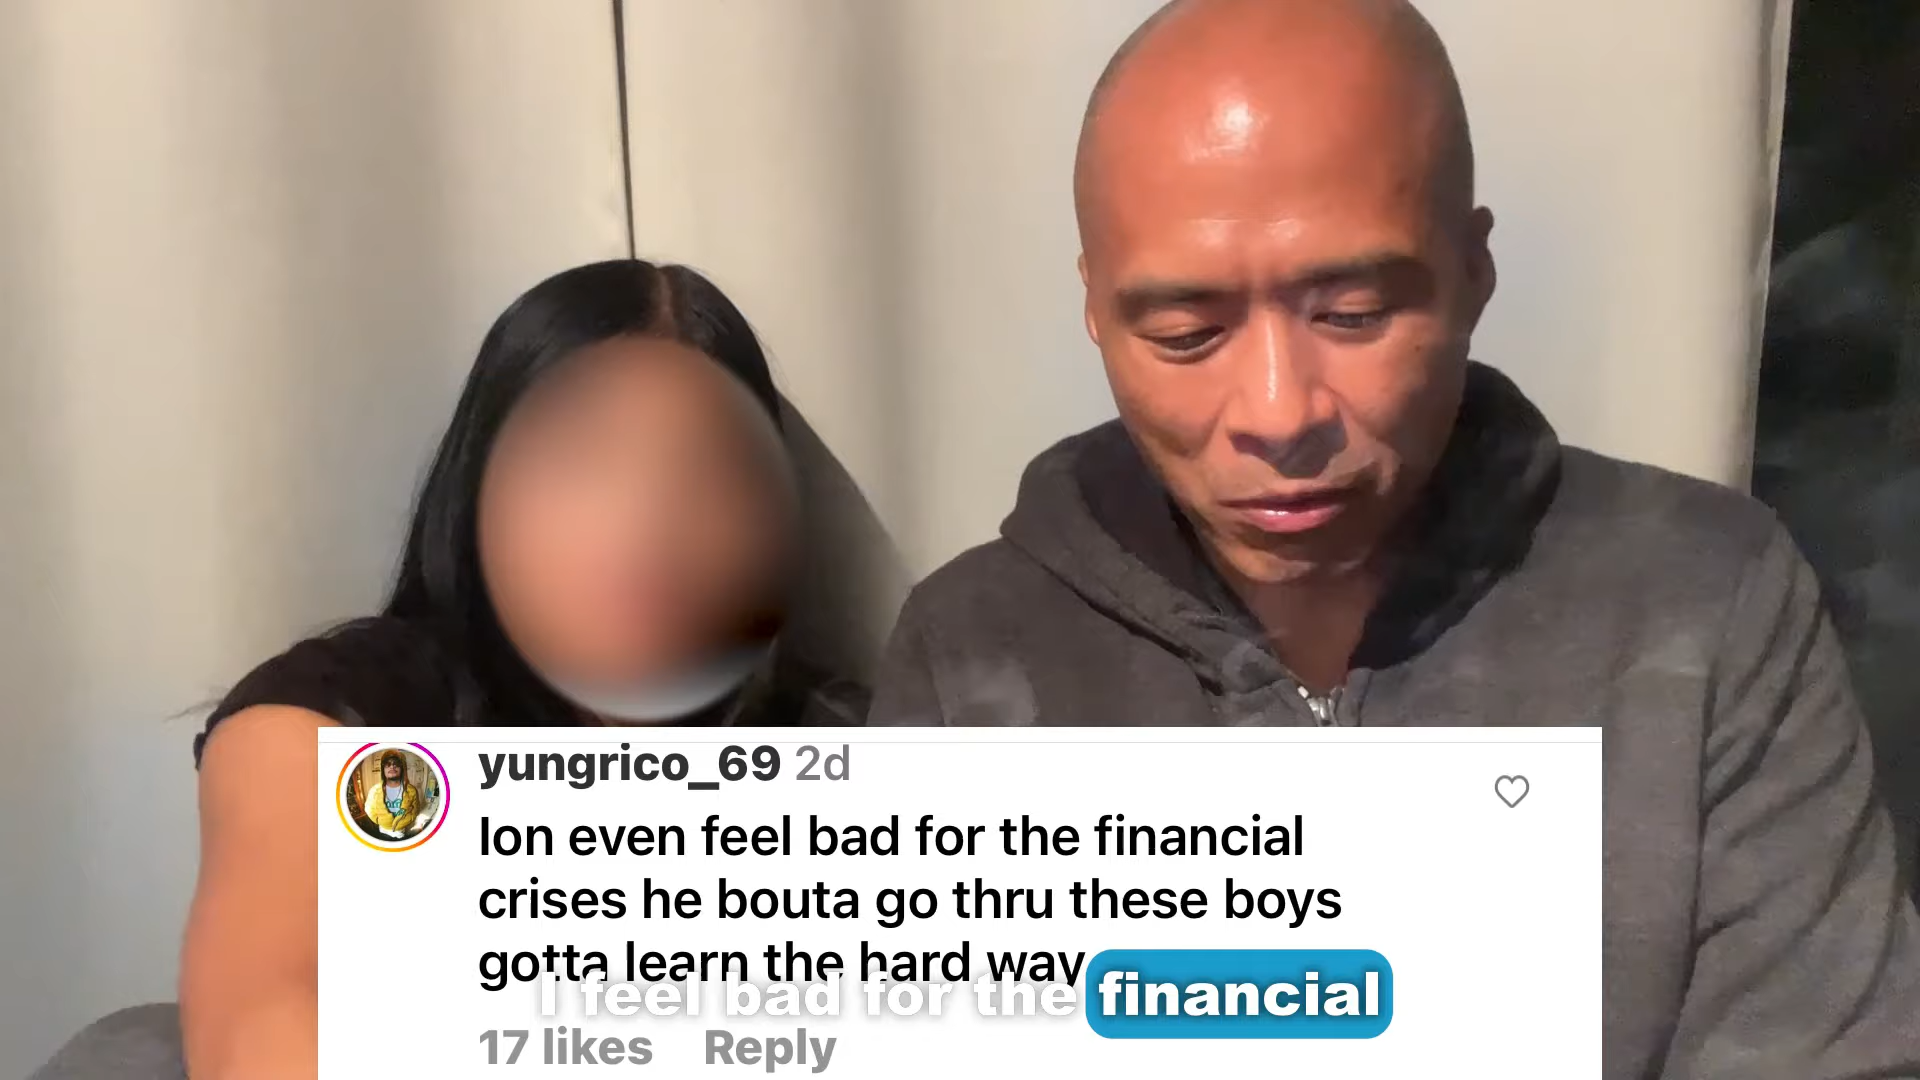 yungrico_69 2d
Ion even feel bad for the financial
crises he bouta go thru these boys
gotta learn the hard way
I feel bad for the financial
17 likes Reply